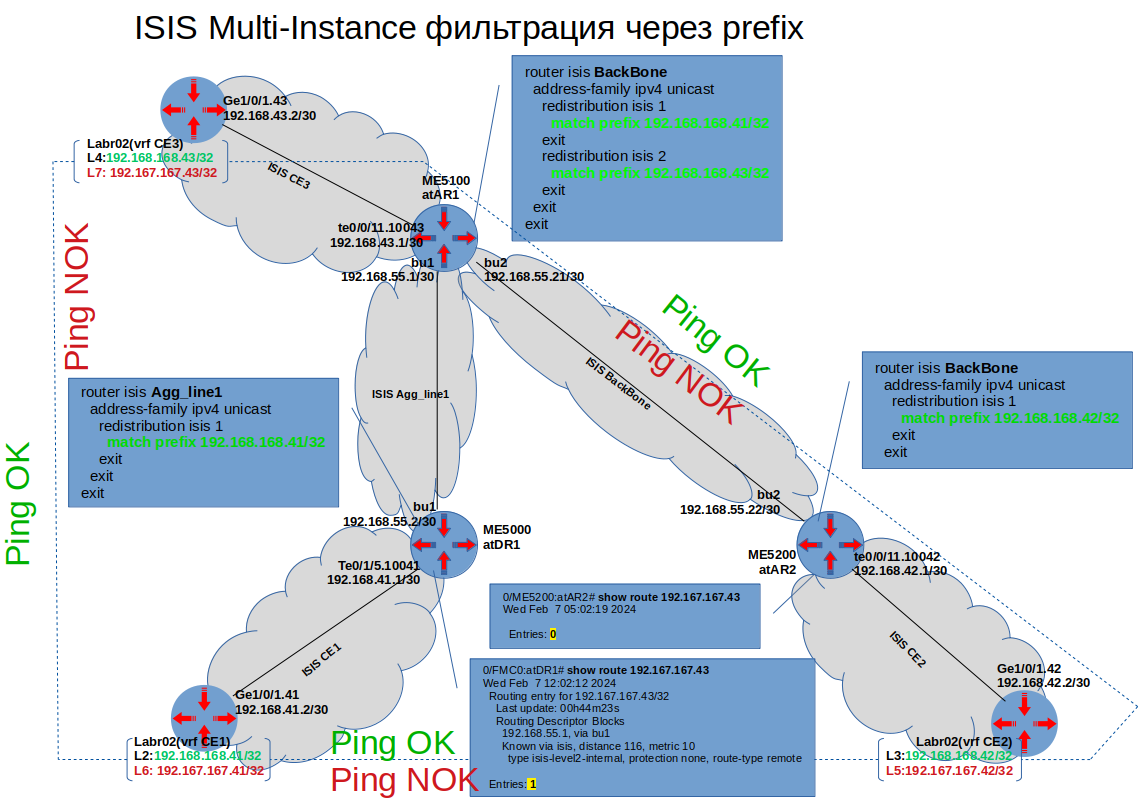 ISIS Multi-Instance фильтрация через prefix
router isis BackBone
address-family ipv4 unicast
redistribution isis 1
match prefix 192.168.168.41/32
exit
redistribution isis 2
match prefix 192.168.168.43/32
exit
exit
exit
Ge1/0/1.43
192.168.43.2/30
Labr02(vrf CE3)
L4:192.168.168.43/32
L7: 192.167.167.43/32
ISIS CE3
ME5100
atAR1
te0/0/11.10043
192.168.43.1/30
bu1
192.168.55.1/30
bu2
192.168.55.21/30
Ping NOK
Ping OK
Ping OK
Ping NOK
ISIS BackBone
router isis Agg_line1
address-family ipv4 unicast
redistribution isis 1
match prefix 192.168.168.41/32
exit
exit
exit
ISIS Agg_line1
router isis BackBone
address-family ipv4 unicast
redistribution isis 1
match prefix 192.168.168.42/32
exit
exit
bu1
192.168.55.2/30
ME5000
atDR1
Te0/1/5.10041
192.168.41.1/30
bu2
192.168.55.22/30
ME5200
atAR2
te0/0/11.10042
192.168.42.1/30
0/ME5200:atAR2# show route 192.167.167.43
Wed Feb 7 05:02:19 2024
Entries: 0
0/FMC0:atDR1# show route 192.167.167.43
Wed Feb 7 12:02:12 2024
Routing entry for 192.167.167.43/32
Last update: 00h44m23s
Routing Descriptor Blocks
192.168.55.1, via bu1
Known via isis, distance 116, metric 10
type isis-level2-internal, protection none, route-type remote
Entries: 1
ISIS CE1
ISIS CE2
Ge1/0/1.41
192.168.41.2/30
Labr02(vrf CE1)
L2:192.168.168.41/32
L6: 192.167.167.41/32
Ping OK
Ping NOK
Ge1/0/1.42
192.168.42.2/30
Labr02(vrf CE2)
L3:192.168.168.42/32
L5:192.167.167.42/32